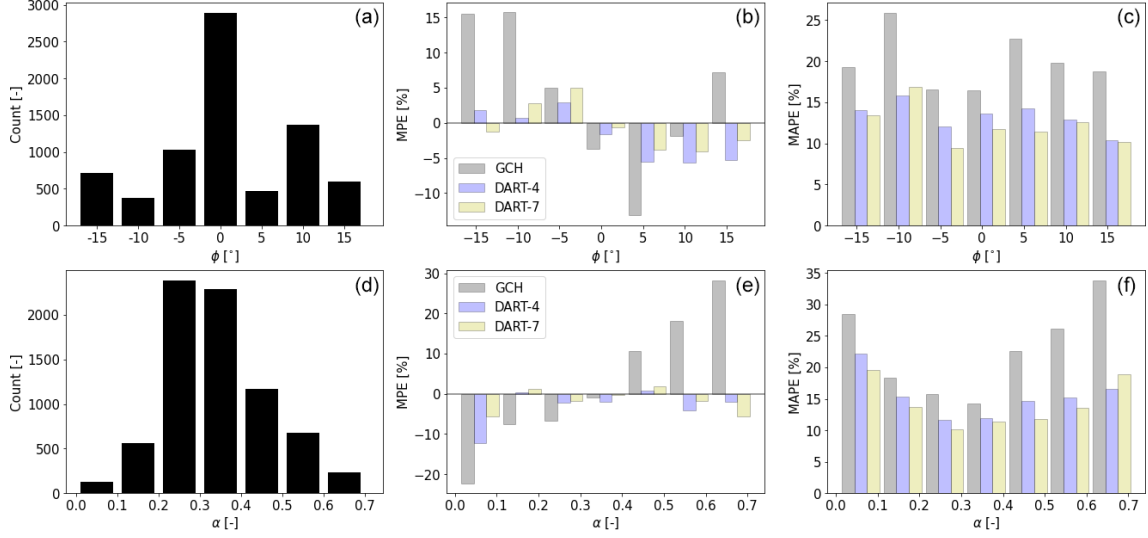 (a)
3000
2500
2000
1500
1000
500
0
Count [-]
-15 -10 -5 0 5 10 15
ϕ [°]
(b)
15
10
5
0
−5
−10
MPE [%]
GCH
DART-4
DART-7
−15 −10 −5 0 5 10 15
ϕ [°]
(c)
25
20
15
10
5
0
MAPE [%]
−15 −10 −5 0 5 10 15
ϕ [°]
(d)
2000
1500
1000
500
0
Count [-]
0.0 0.1 0.2 0.3 0.4 0.5 0.6 0.7
α [-]
(e)
30
20
10
0
−10
−20
MPE [%]
GCH
DART-4
DART-7
0.0 0.1 0.2 0.3 0.4 0.5 0.6 0.7
α [-]
(f)
35
30
25
20
15
10
5
0
MAPE [%]
0.0 0.1 0.2 0.3 0.4 0.5 0.6 0.7
α [-]